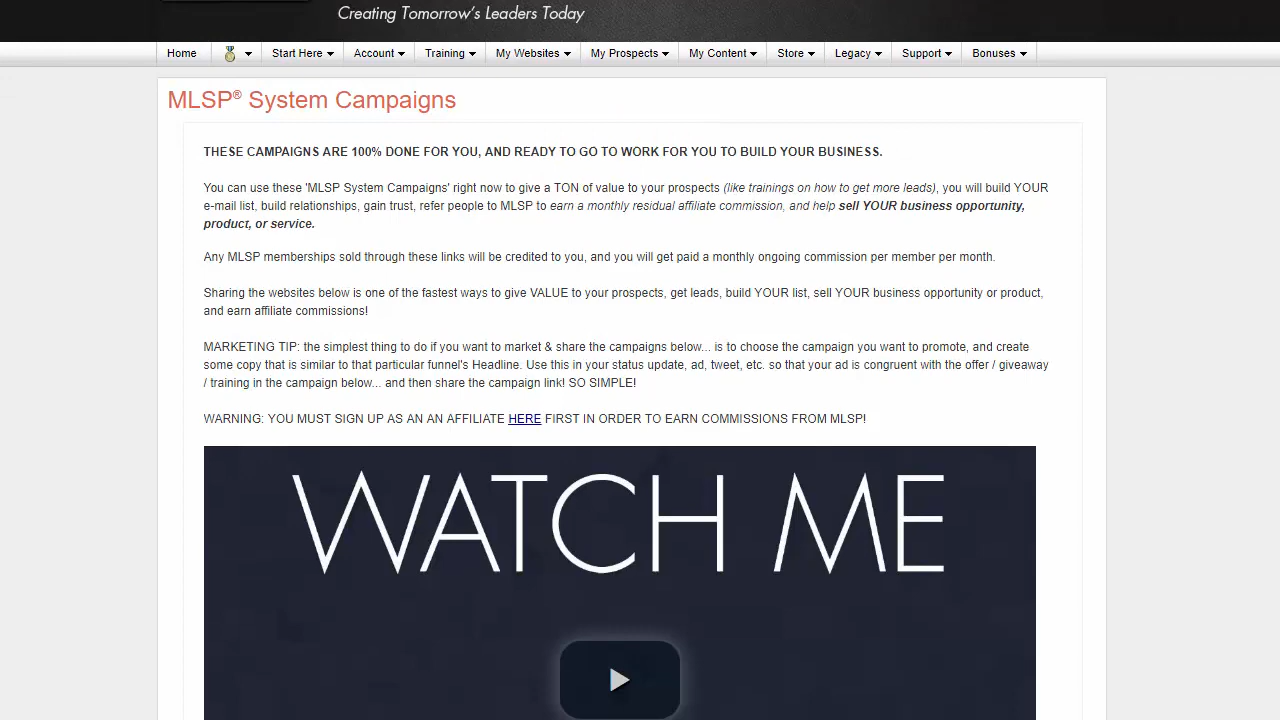 Creating Tomorrow's Leaders Today
Home Start Here Account Training My Websites My Prospects My Content Store Legacy Support Bonuses
MLSP® System Campaigns
THESE CAMPAIGNS ARE 100% DONE FOR YOU, AND READY TO GO TO WORK FOR YOU TO BUILD YOUR BUSINESS.
You can use these 'MLSP System Campaigns' right now to give a TON of value to your prospects (like trainings on how to get more leads), you will build YOUR
e-mail list, build relationships, gain trust, refer people to MLSP to earn a monthly residual affiliate commission, and help sell YOUR business opportunity,
product, or service.
Any MLSP memberships sold through these links will be credited to you, and you will get paid a monthly ongoing commission per member per month.
Sharing the websites below is one of the fastest ways to give VALUE to your prospects, get leads, build YOUR list, sell YOUR business opportunity or product,
and earn affiliate commissions!
MARKETING TIP: the simplest thing to do if you want to market & share the campaigns below... is to choose the campaign you want to promote, and create
some copy that is similar to that particular funnel's Headline. Use this in your status update, ad, tweet, etc. so that your ad is congruent with the offer / giveaway
/ training in the campaign below... and then share the campaign link! SO SIMPLE!
WARNING: YOU MUST SIGN UP AS AN AN AFFILIATE HERE FIRST IN ORDER TO EARN COMMISSIONS FROM MLSP!
WATCH ME